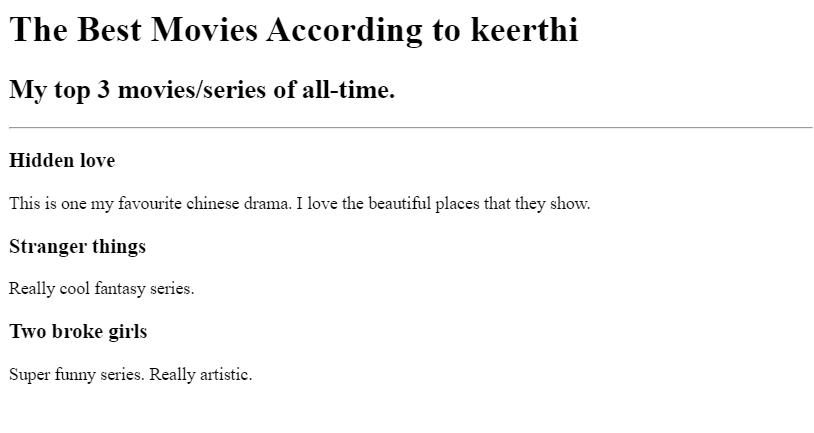 The Best Movies According to keerthi
My top 3 movies/series of all-time.
Hidden love
This is one my favourite chinese drama. I love the beautiful places that they show.
Stranger things
Really cool fantasy series.
Two broke girls
Super funny series. Really artistic.